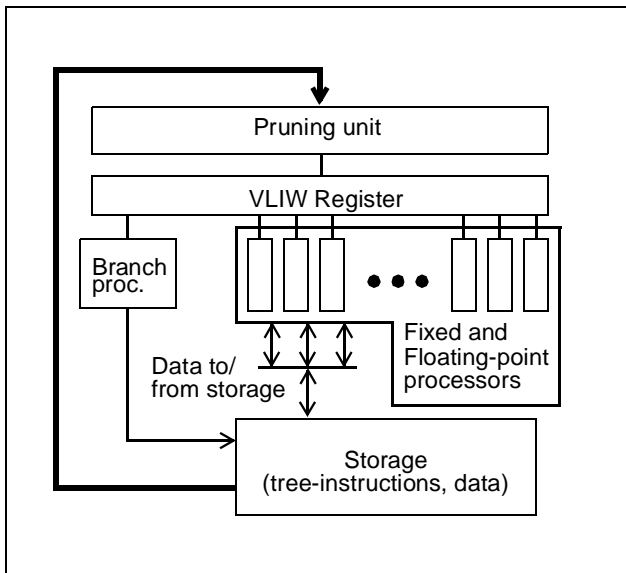 Pruning unit
VLIW Register
Branch
proc.
Fixed and
Floating-point
processors
Data to/
from storage
Storage
(tree-instructions, data)